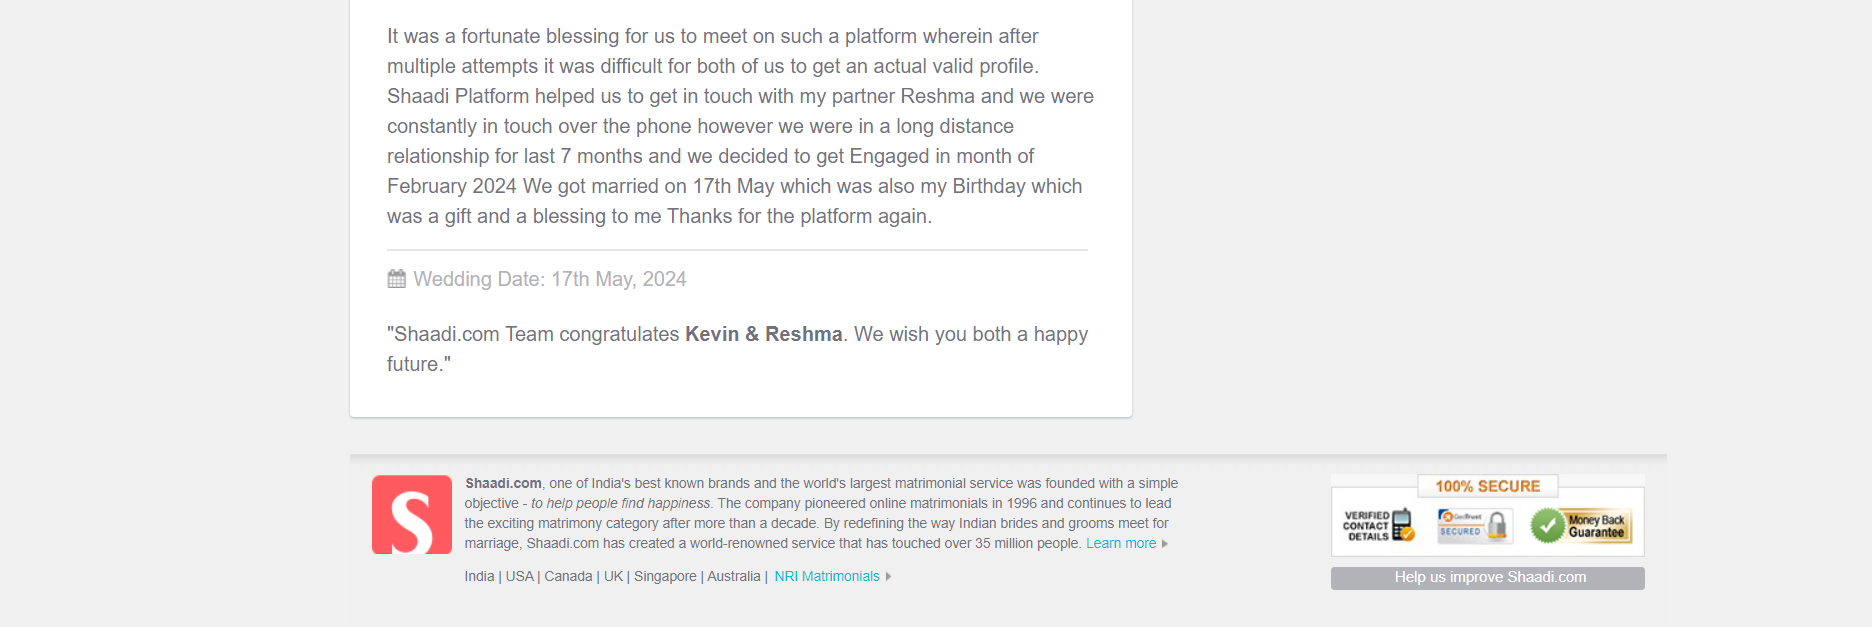 It was a fortunate blessing for us to meet on such a platform wherein after
multiple attempts it was difficult for both of us to get an actual valid profile.
Shaadi Platform helped us to get in touch with my partner Reshma and we were
constantly in touch over the phone however we were in a long distance
relationship for last 7 months and we decided to get Engaged in month of
February 2024 We got married on 17th May which was also my Birthday which
was a gift and a blessing to me Thanks for the platform again.
Wedding Date: 17th May, 2024
"Shaadi.com Team congratulates Kevin & Reshma. We wish you both a happy
future."
S
Shaadi.com, one of India's best known brands and the world's largest matrimonial service was founded with a simple
objective - to help people find happiness. The company pioneered online matrimonials in 1996 and continues to lead
the exciting matrimony category after more than a decade. By redefining the way Indian brides and grooms meet for
marriage, Shaadi.com has created a world-renowned service that has touched over 35 million people. Learn more
India | USA | Canada | UK | Singapore | Australia | NRI Matrimonials
100% SECURE
VERIFIED
CONTACT
DETAILS
GeoTrust
SECURED
Money Back
Guarantee
Help us improve Shaadi.com